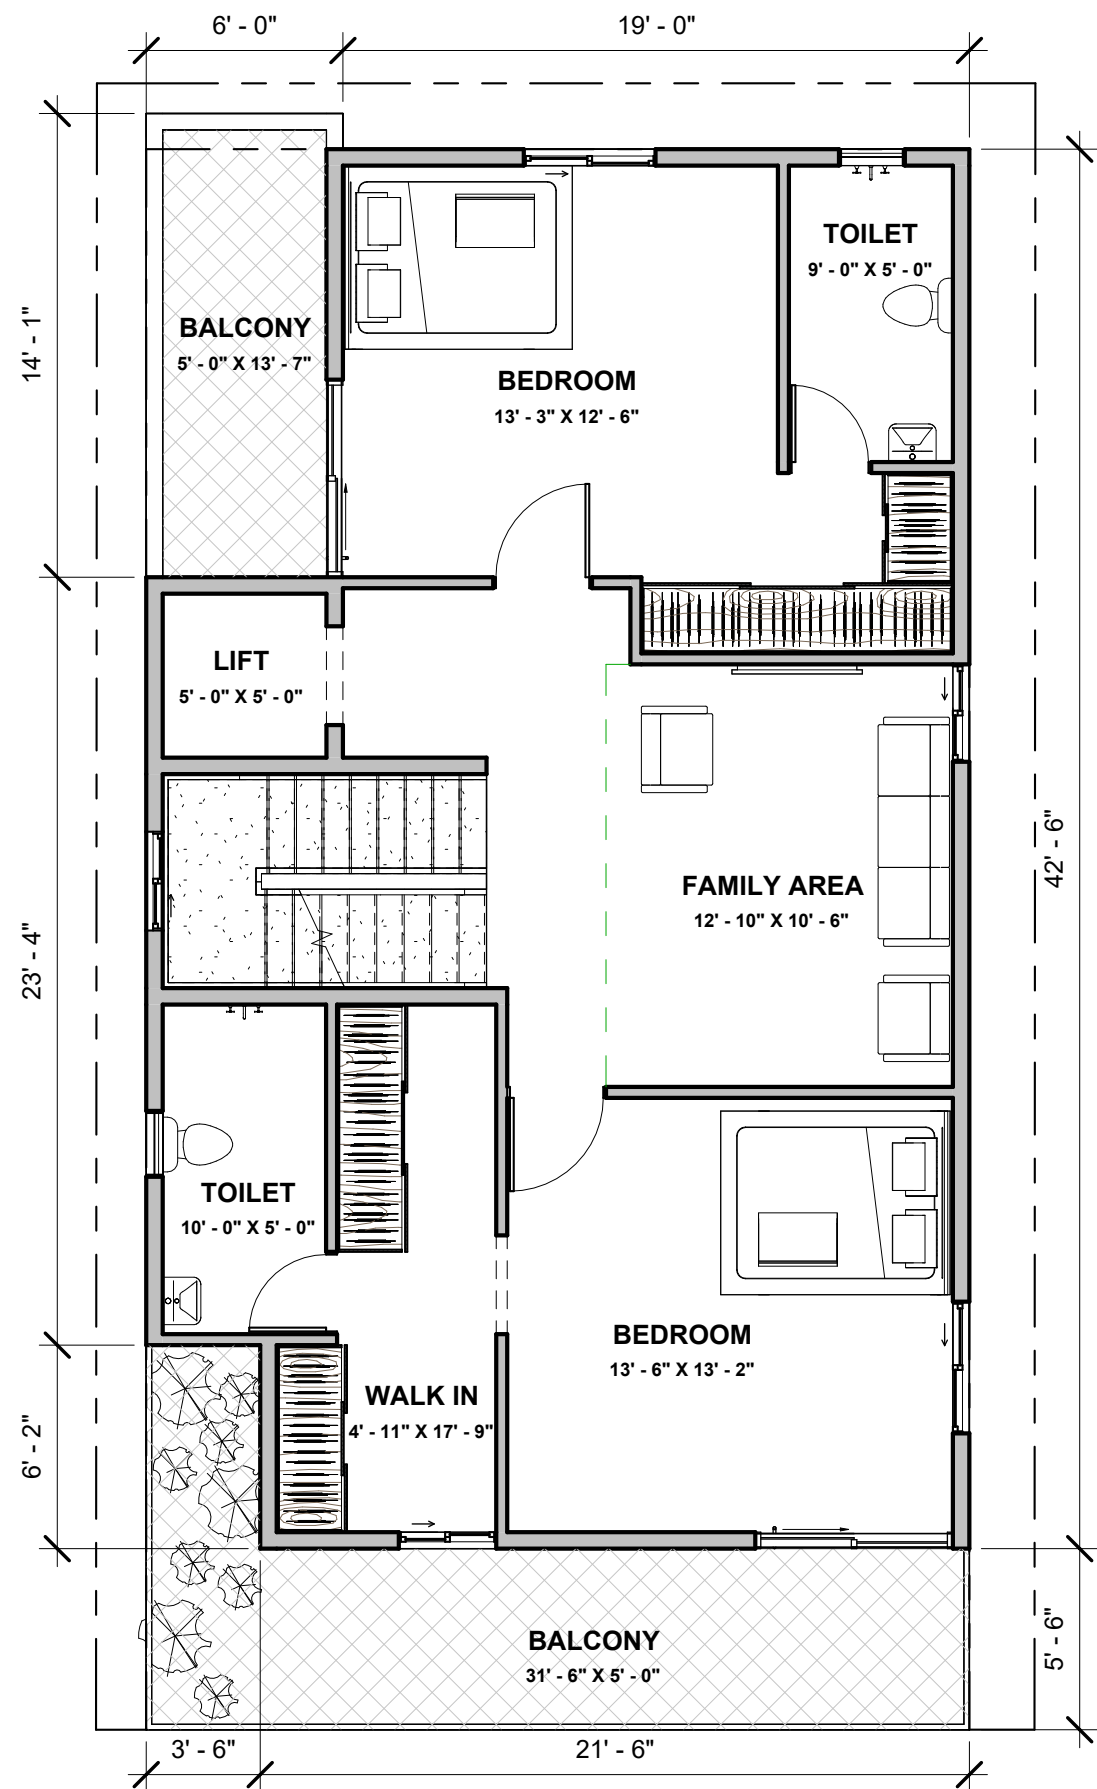 6' - 0"
19' - 0"
14' - 1"
TOILET
9' - 0" X 5' - 0"
BALCONY
5' - 0" X 13' - 7"
BEDROOM
13' - 3" X 12' - 6"
LIFT
5' - 0" X 5' - 0"
FAMILY AREA
12' - 10" X 10' - 6"
42' - 6"
23' - 4"
TOILET
10' - 0" X 5' - 0"
BEDROOM
13' - 6" X 13' - 2"
WALK IN
4' - 11" X 17' - 9"
6' - 2"
BALCONY
31' - 6" X 5' - 0"
5' - 6"
3' - 6"
21' - 6"